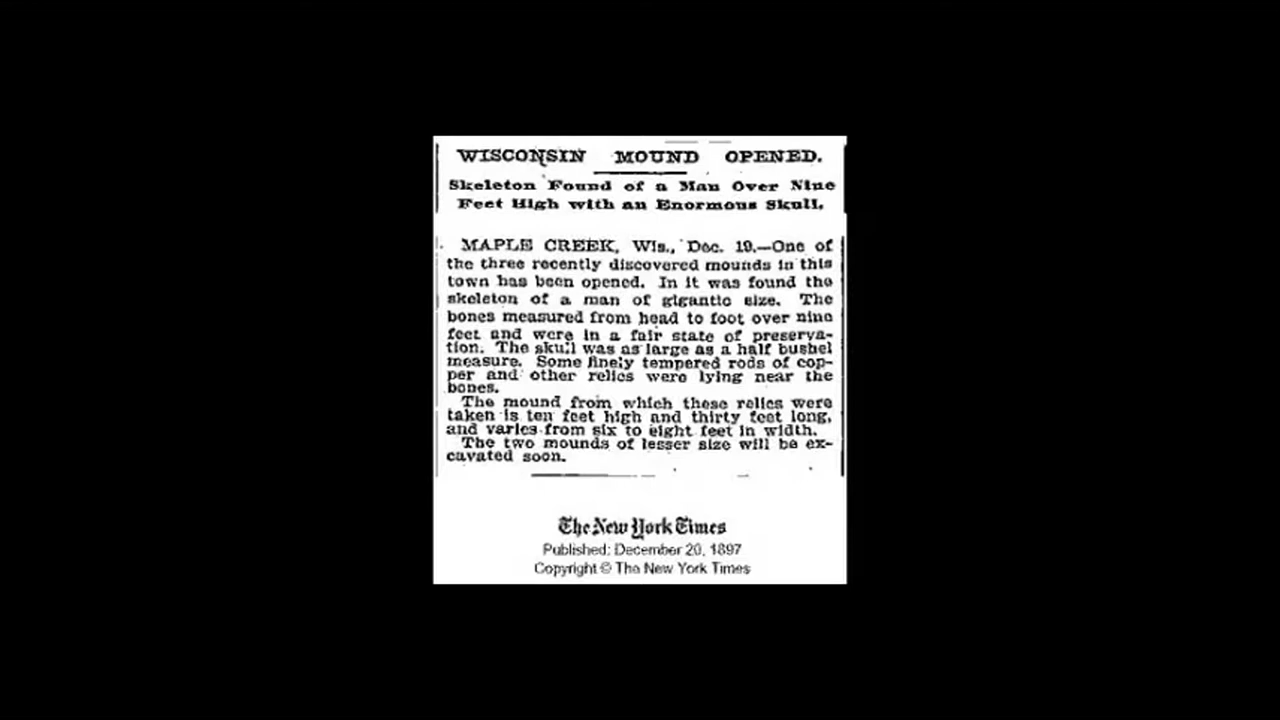 WISCONSIN MOUND OPENED.
Skeleton Found of a Man Over Nine
Feet High with an Enormous Skull.
MAPLE CREEK, Wis., Dec. 19.—One of
the three recently discovered mounds in this
town has been opened. In it was found the
skeleton of a man of gigantic size. The
bones measured from head to foot over nine
feet and were in a fair state of preserva-
tion. The skull was as large as a half bushel
measure. Some finely tempered rods of cop-
per and other relics were lying near the
bones.
The mound from which these relics were
taken is ten feet high and thirty feet long,
and varies from six to eight feet in width.
The two mounds of lesser size will be ex-
cavated soon.
The New York Times
Published: December 20, 1897
Copyright © The New York Times